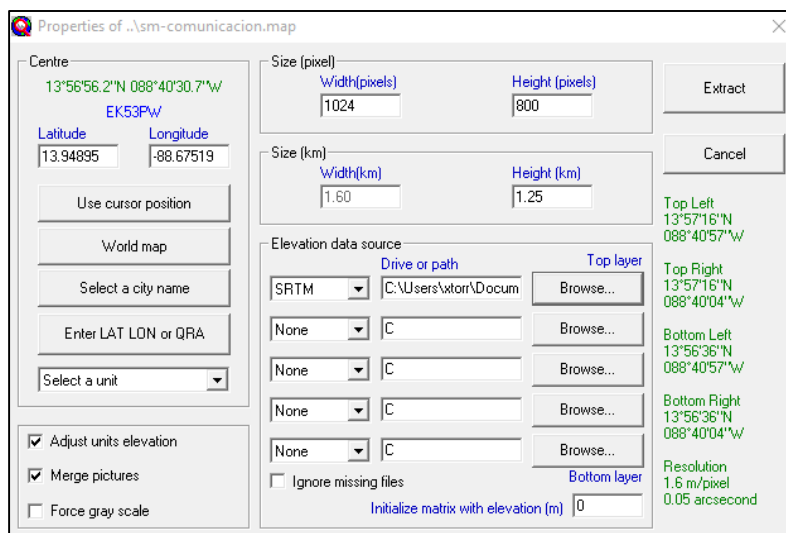 Properties of ..\sm-comunicacion.map
Centre
13°56'56.2"N 088°40'30.7"W
EK53PW
Latitude Longitude
13.94895 -88.67519
Use cursor position
World map
Select a city name
Enter LAT LON or QRA
Select a unit
Adjust units elevation
Merge pictures
Force gray scale
Size (pixel)
Width(pixels) Height (pixels)
1024 800
Size (km)
Width(km) Height (km)
1.60 1.25
Elevation data source
Drive or path Top layer
SRTM C:\Users\xtorr\Docum Browse...
None C Browse...
None C Browse...
None C Browse...
None C Browse...
Ignore missing files Bottom layer
Initialize matrix with elevation (m) 0
Extract
Cancel
Top Left
13°57'16"N
088°40'57"W
Top Right
13°57'16"N
088°40'04"W
Bottom Left
13°56'36"N
088°40'57"W
Bottom Right
13°56'36"N
088°40'04"W
Resolution
1.6 m/pixel
0.05 arcsecond